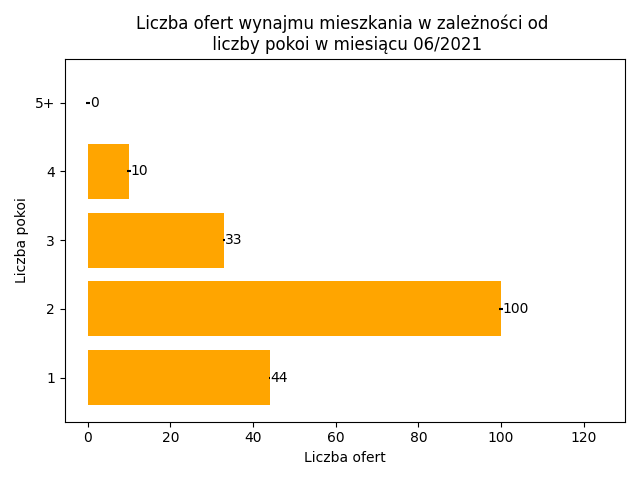 Liczba ofert wynajmu mieszkania w zależności od
liczby pokoi w miesiącu 06/2021
Liczba pokoi
5+ 0
4 10
3 33
2 100
1 44
0 20 40 60 80 100 120
Liczba ofert